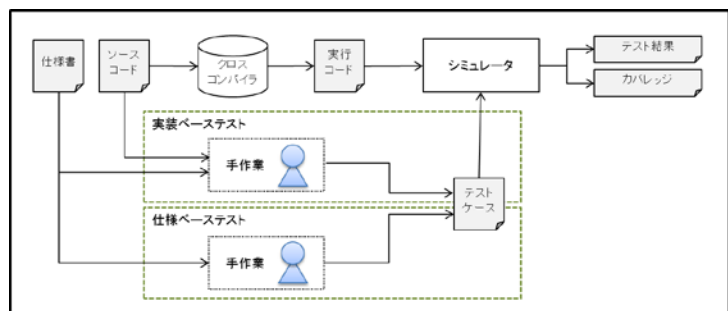 仕様書
ソース
コード
クロス
コンパイラ
実行
コード
シミュレータ
テスト結果
カバレッジ
実装ベーステスト
手作業
テスト
ケース
仕様ベーステスト
手作業